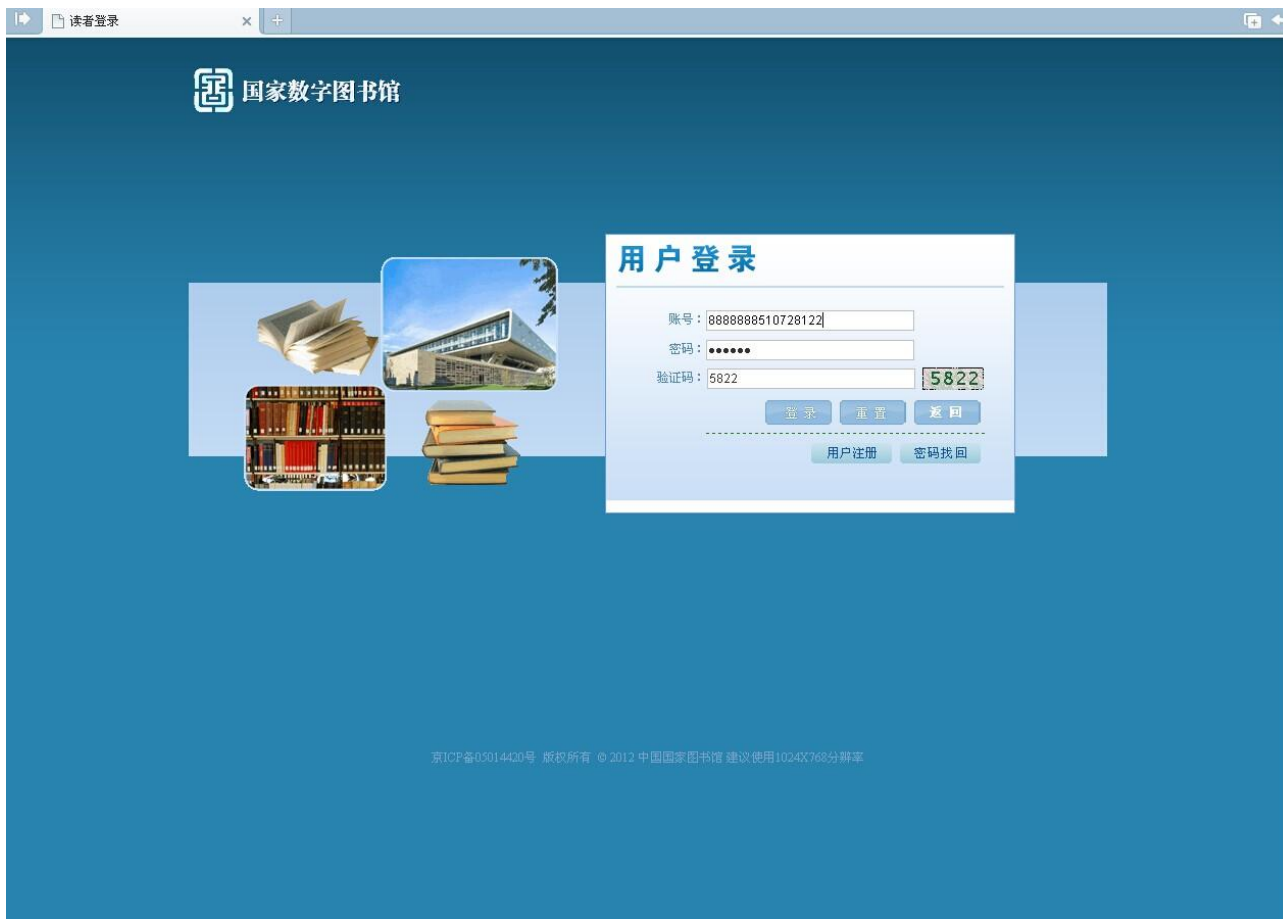 读者登录
国家数字图书馆
用户登录
账号：8888888510728122
密码：••••••
验证码：5822 5822
登录 重置 返回
用户注册 密码找回
京ICP备05014420号 版权所有 © 2012 中国国家图书馆 建议使用1024X768分辨率